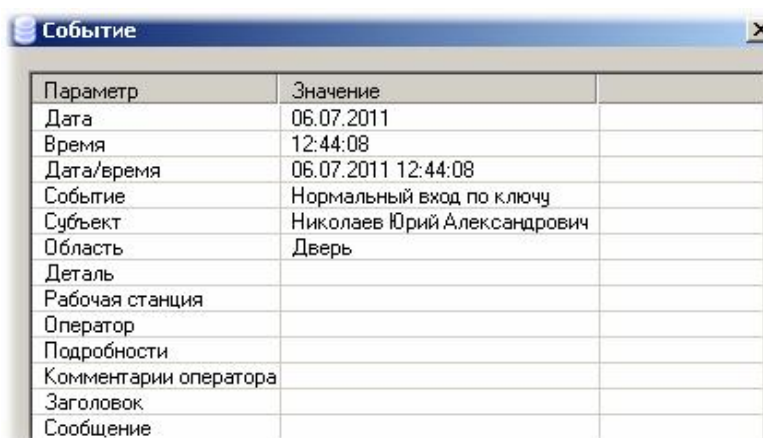 Событие
Параметр Значение
Дата 06.07.2011
Время 12:44:08
Дата/время 06.07.2011 12:44:08
Событие Нормальный вход по ключу
Субъект Николаев Юрий Александрович
Область Дверь
Деталь
Рабочая станция
Оператор
Подробности
Комментарии оператора
Заголовок
Сообщение